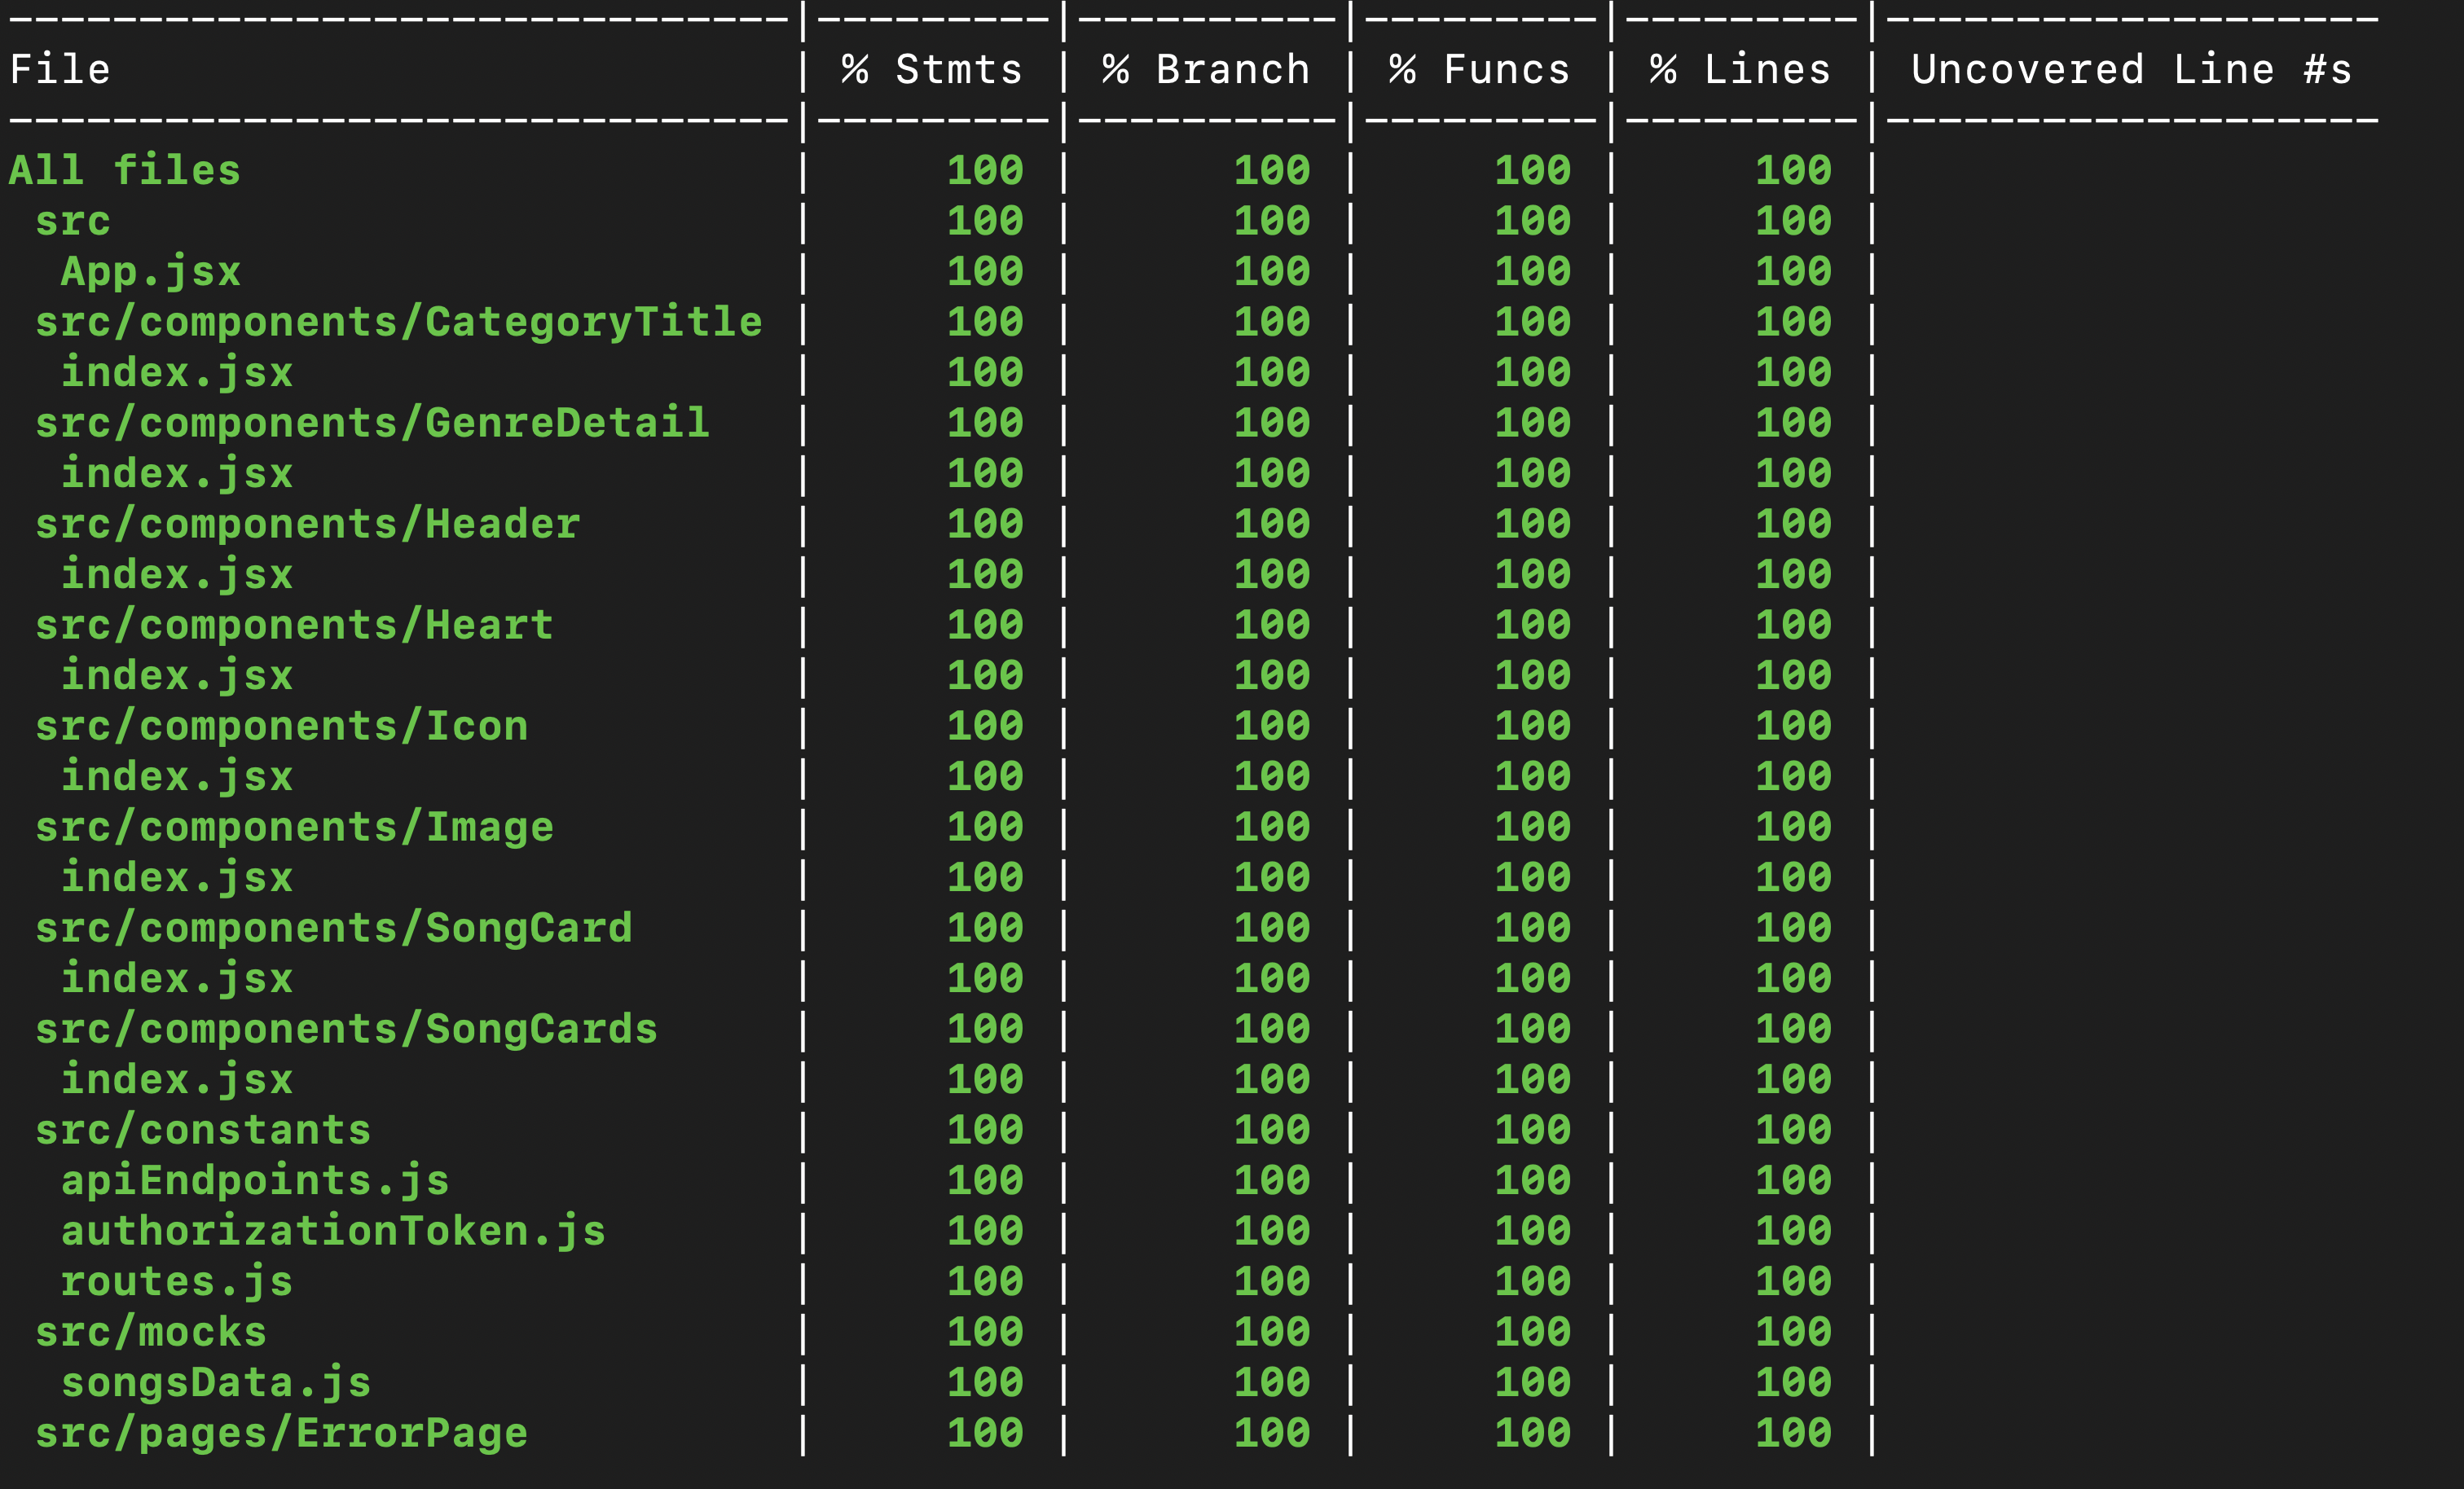 -------------------------------|---------|----------|---------|---------|-------------------
File                           | % Stmts | % Branch | % Funcs | % Lines | Uncovered Line #s
-------------------------------|---------|----------|---------|---------|-------------------
All files                      |     100 |      100 |     100 |     100 |
 src                           |     100 |      100 |     100 |     100 |
  App.jsx                      |     100 |      100 |     100 |     100 |
 src/components/CategoryTitle  |     100 |      100 |     100 |     100 |
  index.jsx                    |     100 |      100 |     100 |     100 |
 src/components/GenreDetail    |     100 |      100 |     100 |     100 |
  index.jsx                    |     100 |      100 |     100 |     100 |
 src/components/Header         |     100 |      100 |     100 |     100 |
  index.jsx                    |     100 |      100 |     100 |     100 |
 src/components/Heart          |     100 |      100 |     100 |     100 |
  index.jsx                    |     100 |      100 |     100 |     100 |
 src/components/Icon           |     100 |      100 |     100 |     100 |
  index.jsx                    |     100 |      100 |     100 |     100 |
 src/components/Image          |     100 |      100 |     100 |     100 |
  index.jsx                    |     100 |      100 |     100 |     100 |
 src/components/SongCard       |     100 |      100 |     100 |     100 |
  index.jsx                    |     100 |      100 |     100 |     100 |
 src/components/SongCards      |     100 |      100 |     100 |     100 |
  index.jsx                    |     100 |      100 |     100 |     100 |
 src/constants                 |     100 |      100 |     100 |     100 |
  apiEndpoints.js              |     100 |      100 |     100 |     100 |
  authorizationToken.js        |     100 |      100 |     100 |     100 |
  routes.js                    |     100 |      100 |     100 |     100 |
 src/mocks                     |     100 |      100 |     100 |     100 |
  songsData.js                 |     100 |      100 |     100 |     100 |
 src/pages/ErrorPage           |     100 |      100 |     100 |     100 |